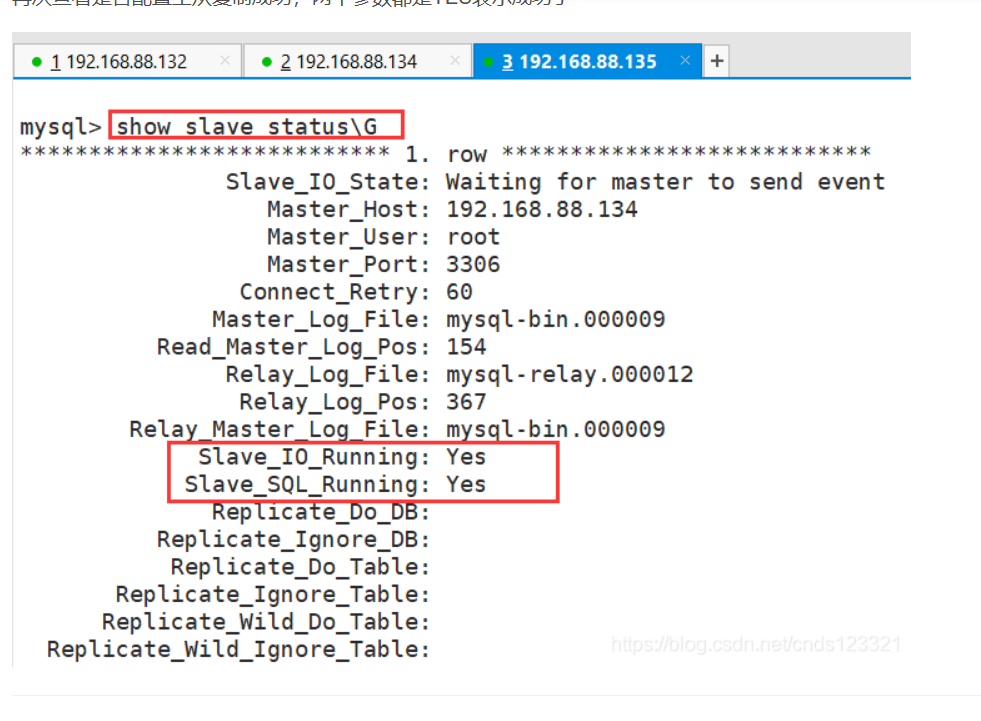 再次查看是否配置主从复制成功，两个参数都是YES表示成功了
1 192.168.88.132 × 2 192.168.88.134 × 3 192.168.88.135 × +
mysql> show slave status\G
*************************** 1. row ***************************
Slave_IO_State: Waiting for master to send event
Master_Host: 192.168.88.134
Master_User: root
Master_Port: 3306
Connect_Retry: 60
Master_Log_File: mysql-bin.000009
Read_Master_Log_Pos: 154
Relay_Log_File: mysql-relay.000012
Relay_Log_Pos: 367
Relay_Master_Log_File: mysql-bin.000009
Slave_IO_Running: Yes
Slave_SQL_Running: Yes
Replicate_Do_DB:
Replicate_Ignore_DB:
Replicate_Do_Table:
Replicate_Ignore_Table:
Replicate_Wild_Do_Table:
Replicate_Wild_Ignore_Table:
https://blog.csdn.net/cnds123321